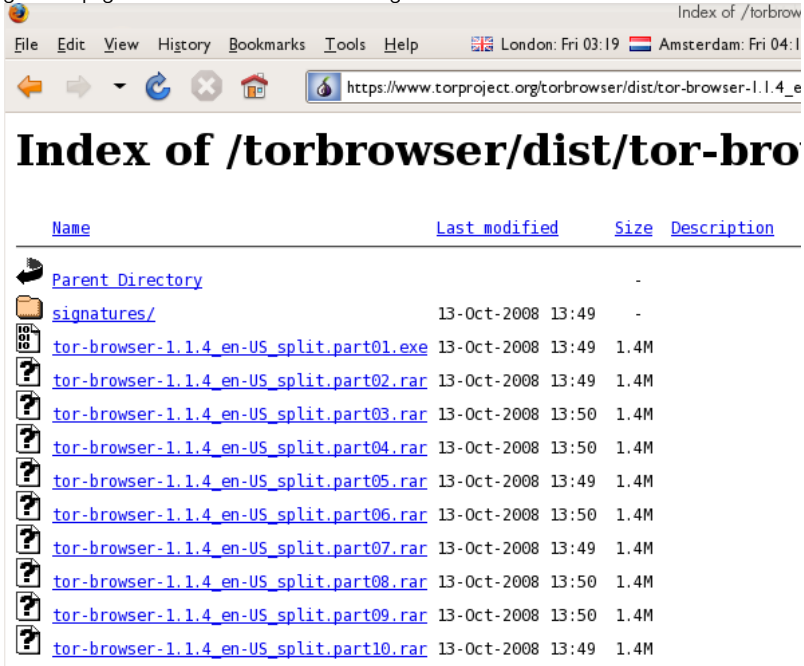 Index of /torbrow
File Edit View History Bookmarks Tools Help London: Fri 03:19 Amsterdam: Fri 04:1
https://www.torproject.org/torbrowser/dist/tor-browser-1.1.4_e
Index of /torbrowser/dist/tor-bro
Name Last modified Size Description
Parent Directory -
signatures/ 13-Oct-2008 13:49 -
tor-browser-1.1.4_en-US_split.part01.exe 13-Oct-2008 13:49 1.4M
tor-browser-1.1.4_en-US_split.part02.rar 13-Oct-2008 13:49 1.4M
tor-browser-1.1.4_en-US_split.part03.rar 13-Oct-2008 13:50 1.4M
tor-browser-1.1.4_en-US_split.part04.rar 13-Oct-2008 13:50 1.4M
tor-browser-1.1.4_en-US_split.part05.rar 13-Oct-2008 13:49 1.4M
tor-browser-1.1.4_en-US_split.part06.rar 13-Oct-2008 13:50 1.4M
tor-browser-1.1.4_en-US_split.part07.rar 13-Oct-2008 13:49 1.4M
tor-browser-1.1.4_en-US_split.part08.rar 13-Oct-2008 13:50 1.4M
tor-browser-1.1.4_en-US_split.part09.rar 13-Oct-2008 13:50 1.4M
tor-browser-1.1.4_en-US_split.part10.rar 13-Oct-2008 13:49 1.4M